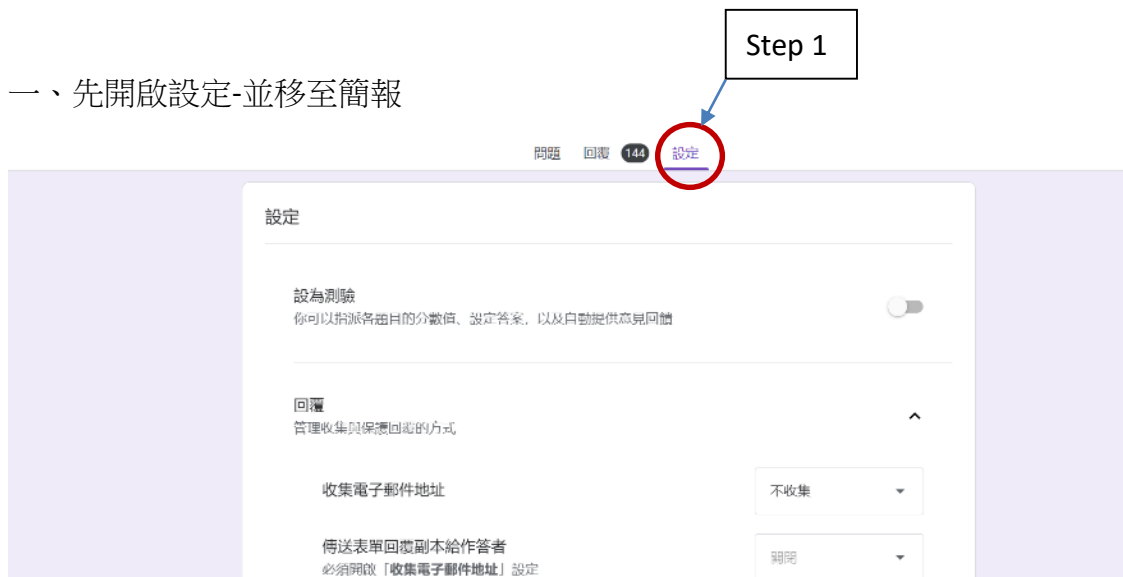 Step 1
一、先開啟設定-並移至簡報
問題 回覆 144 設定
設定
設為測驗
你可以指派各題目的分數值、設定答案，以及自動提供意見回饋
回覆
管理收集與保護回覆的方式
收集電子郵件地址
不收集
傳送表單回覆副本給作答者
必須開啟「收集電子郵件地址」設定
關閉